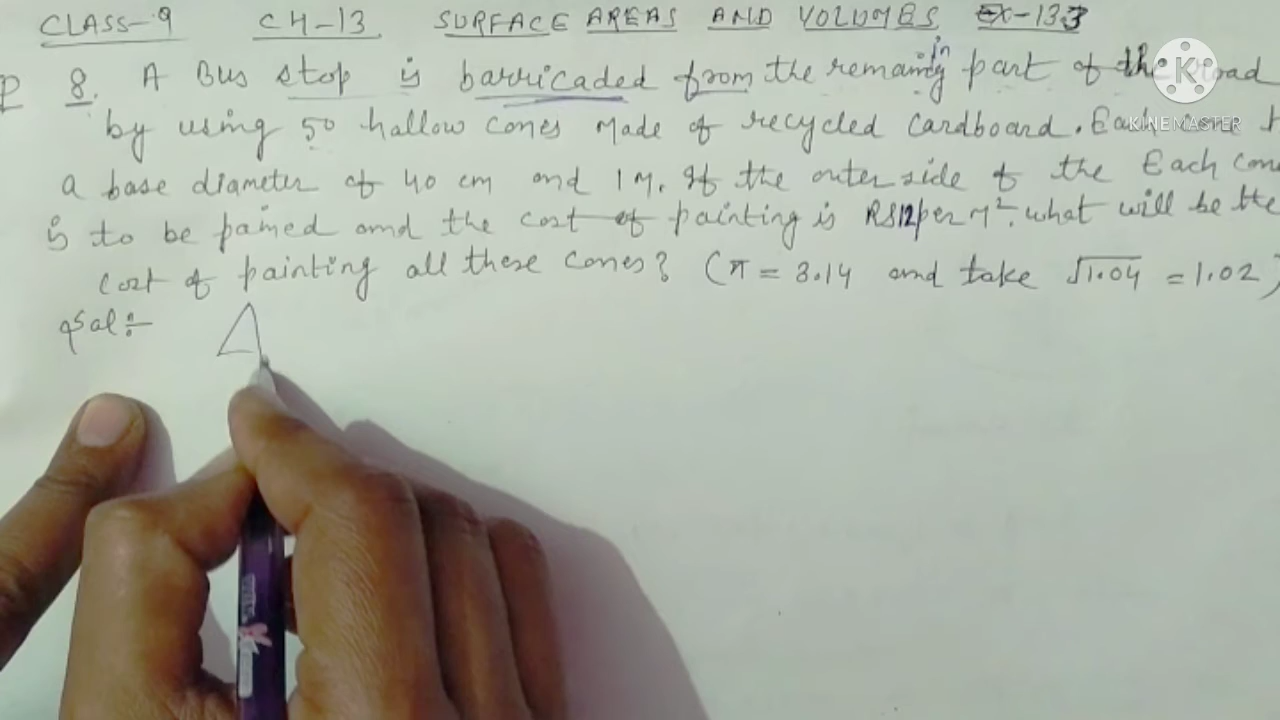 CLASS-9 CH-13 SURFACE AREAS AND VOLUMES EX-13.3
P 8. A Bus stop is barricaded from the remaining part of the road
by using 50 hallow cones made of recycled cardboard. Each
a base diameter of 40 cm and 1M. If the outer side of the Each cone
is to be pained and the cost of painting is RS12 per M². what will be the
cost of painting all these cones? (π = 3.14 and take √1.04 = 1.02)
Sol:-
K
KINEMASTER